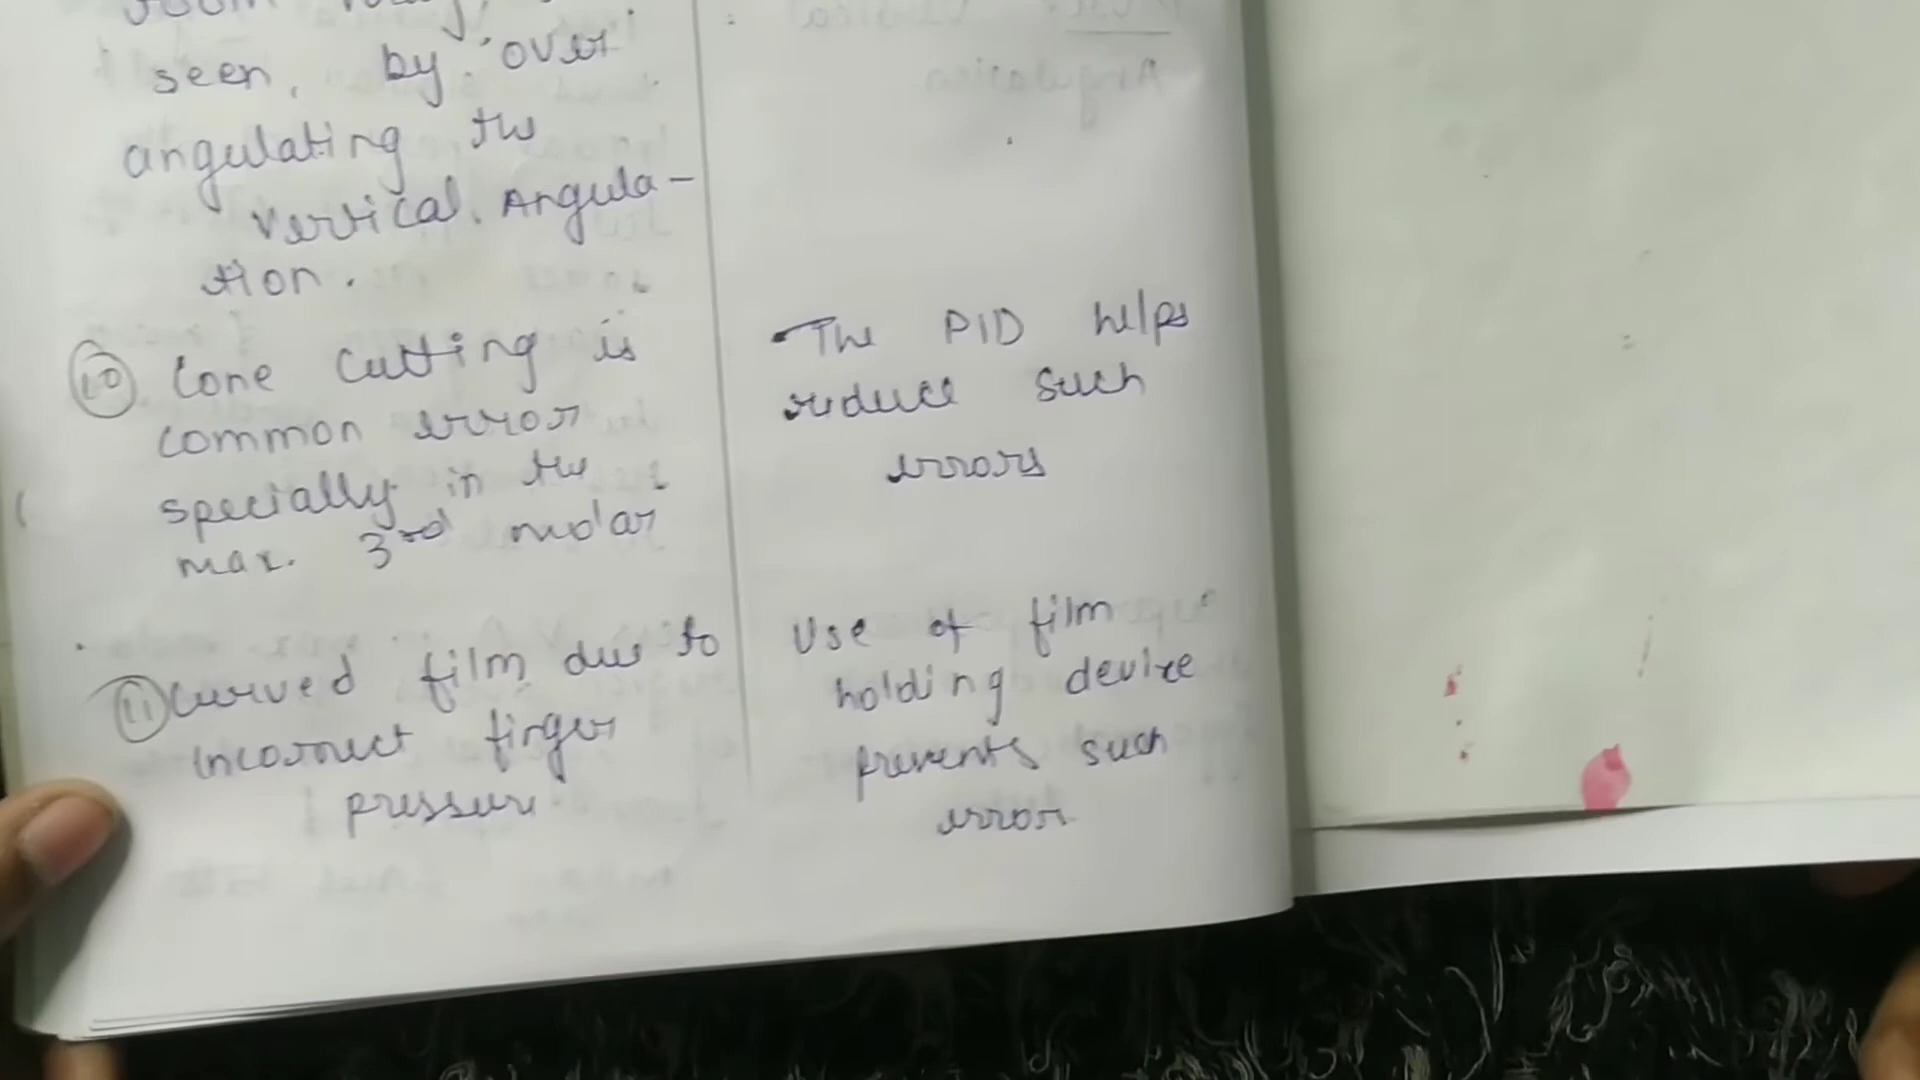 seen, by over
angulating the
vertical. Angula-
tion.
10 Cone Cutting is
common error
specially in the
max. 3rd molar
11 Curved film due to
incorrect finger
pressure
• The PID helps
reduce such
errors
Use of film
holding device
prevents such
error.